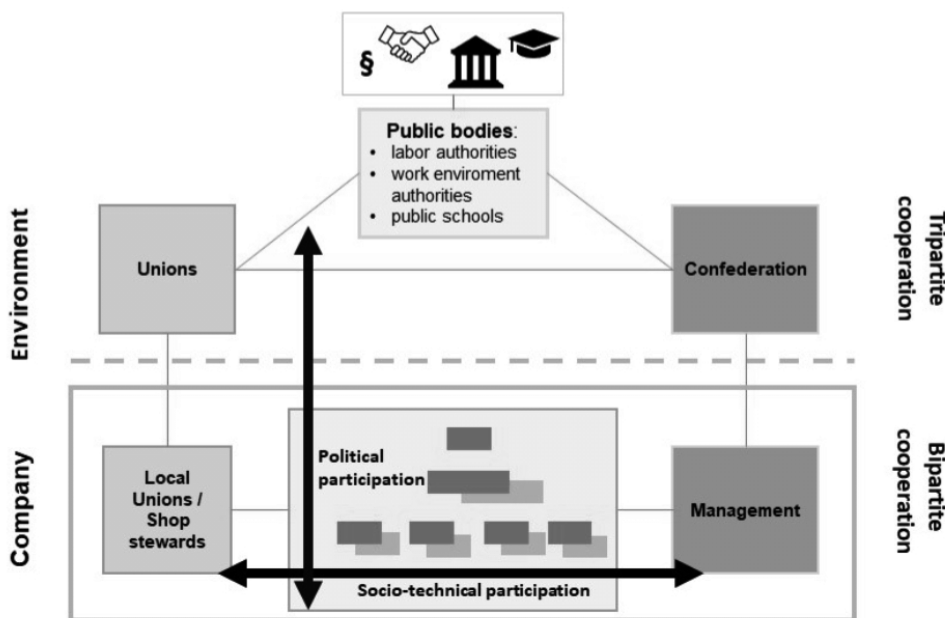 §
Public bodies:
• labor authorities
• work enviroment
authorities
• public schools
Environment
Unions
Confederation
Tripartite
cooperation
Company
Local
Unions /
Shop
stewards
Political
participation
Management
Bipartite
cooperation
Socio-technical participation